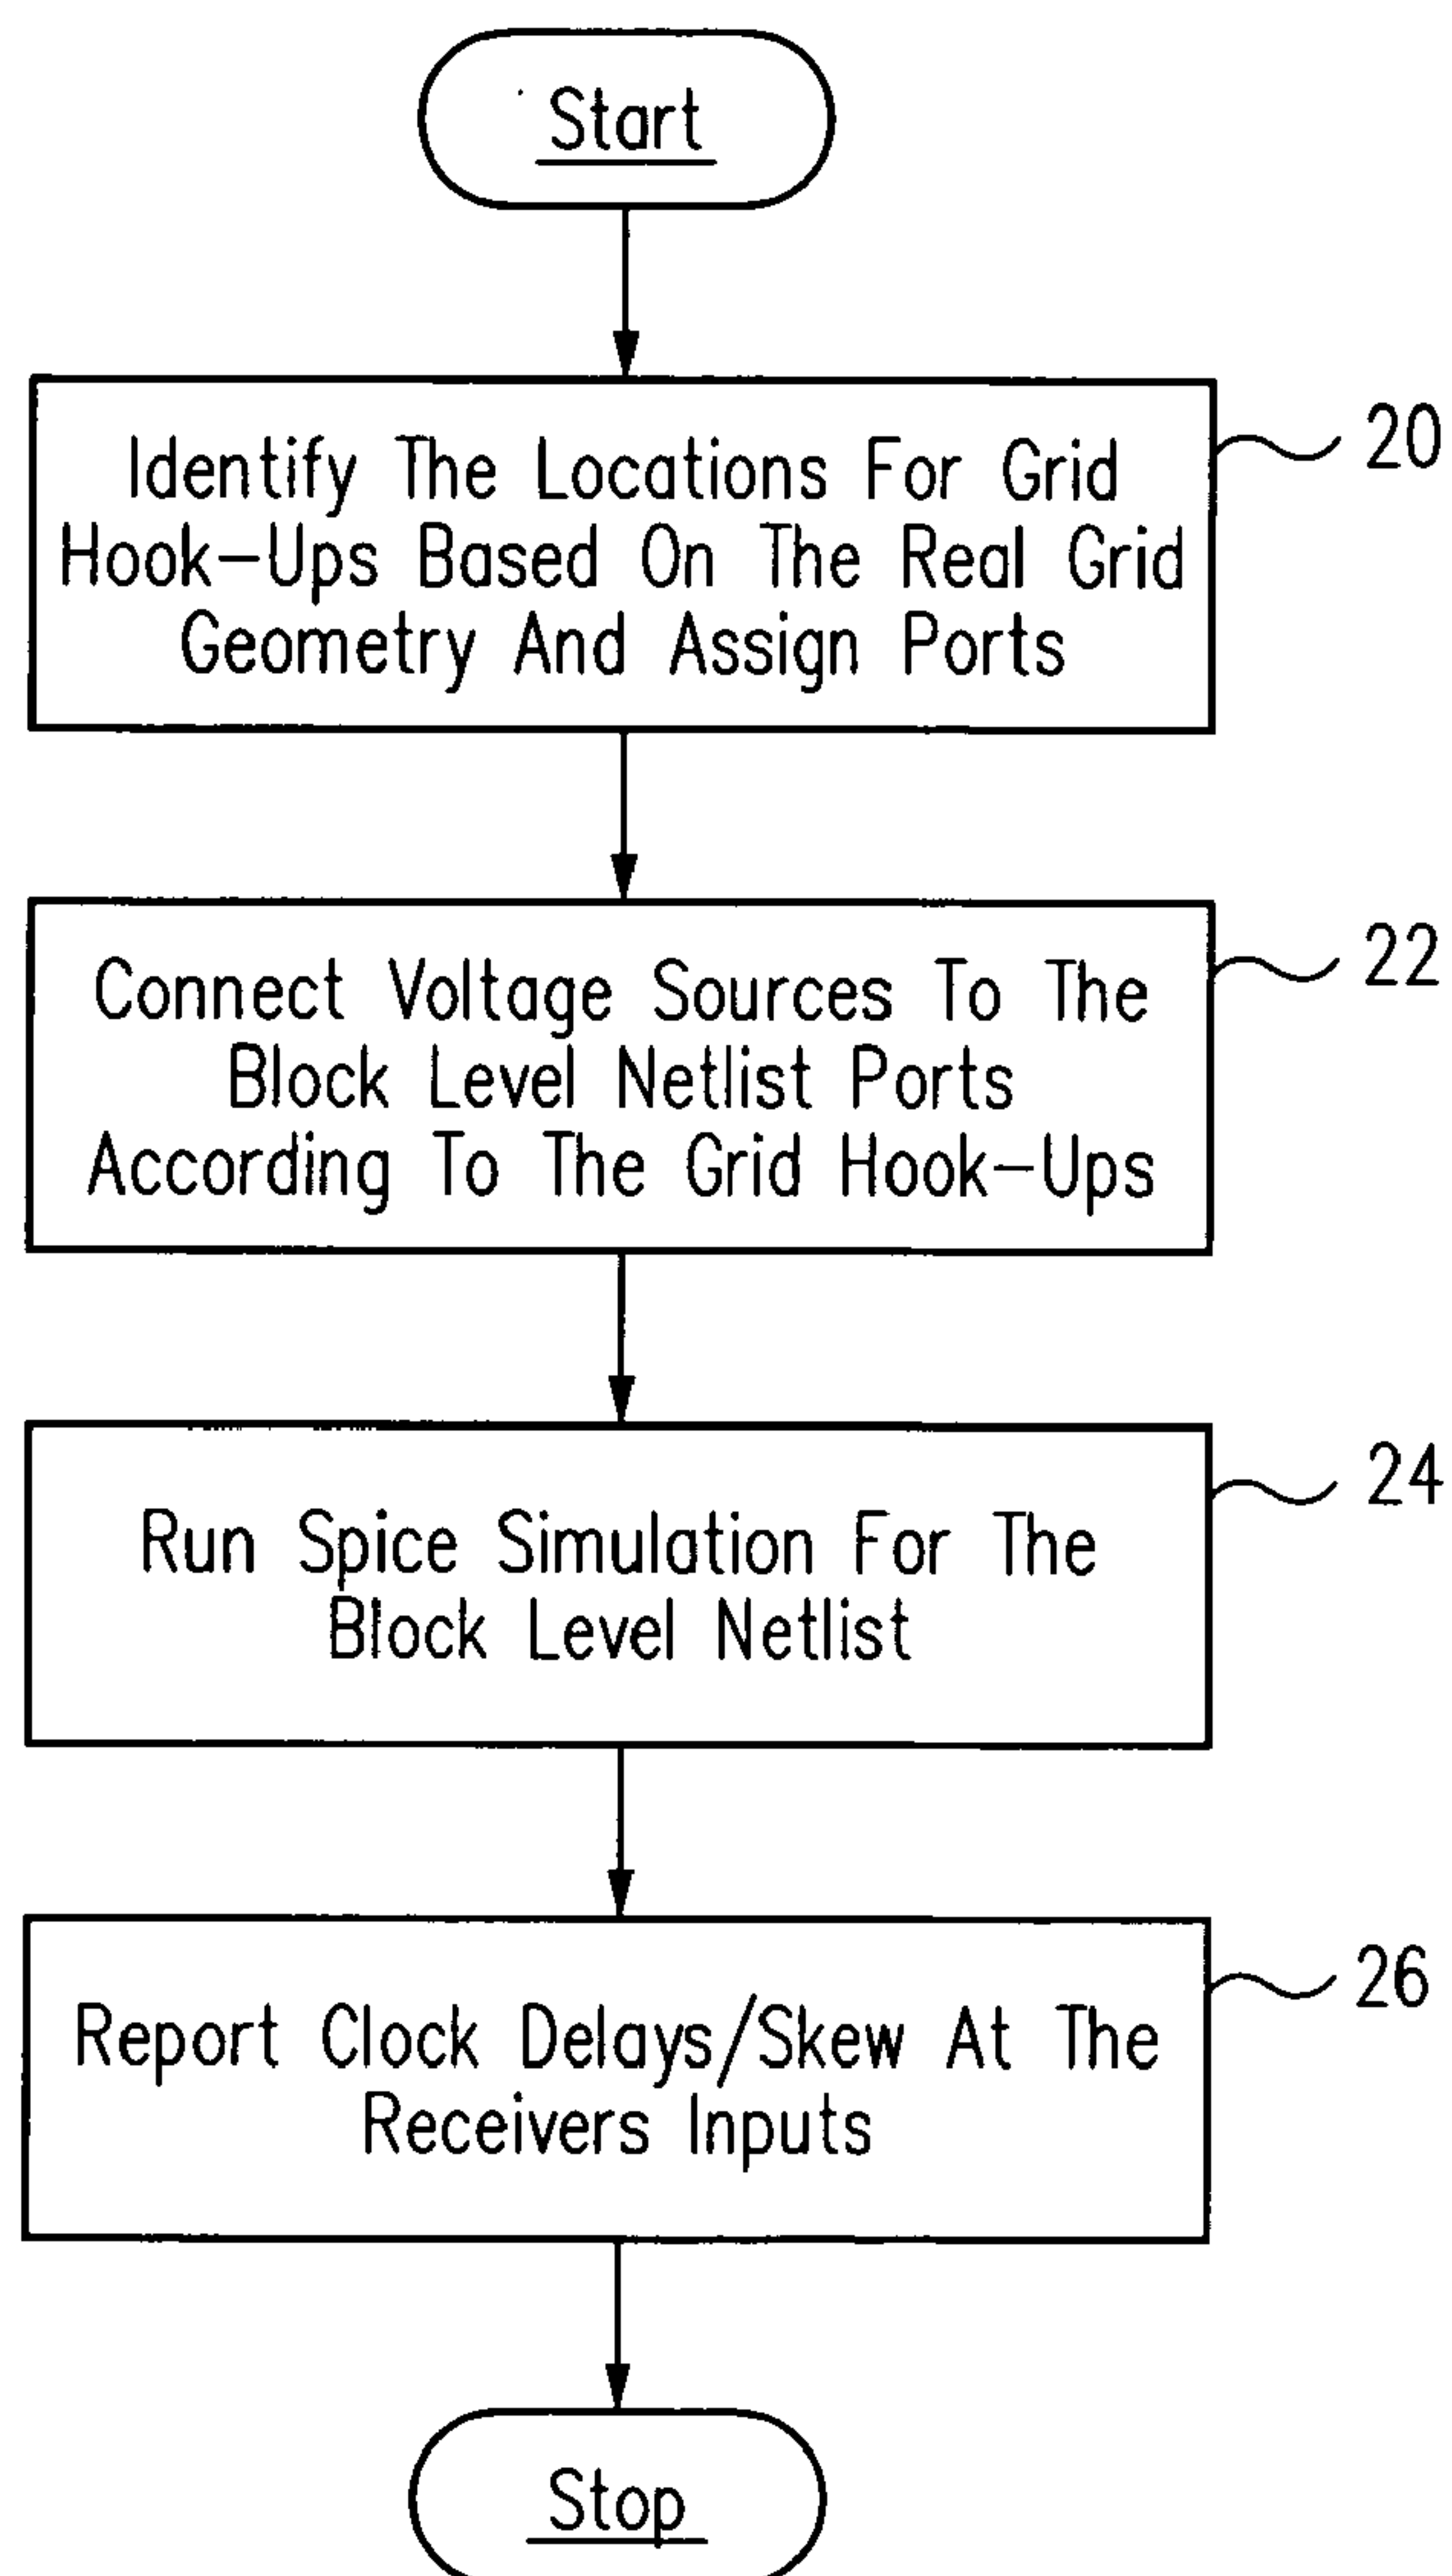 Start
Identify The Locations For Grid
Hook-Ups Based On The Real Grid
Geometry And Assign Ports
20
Connect Voltage Sources To The
Block Level Netlist Ports
According To The Grid Hook-Ups
22
Run Spice Simulation For The
Block Level Netlist
24
Report Clock Delays/Skew At The
Receivers Inputs
26
Stop